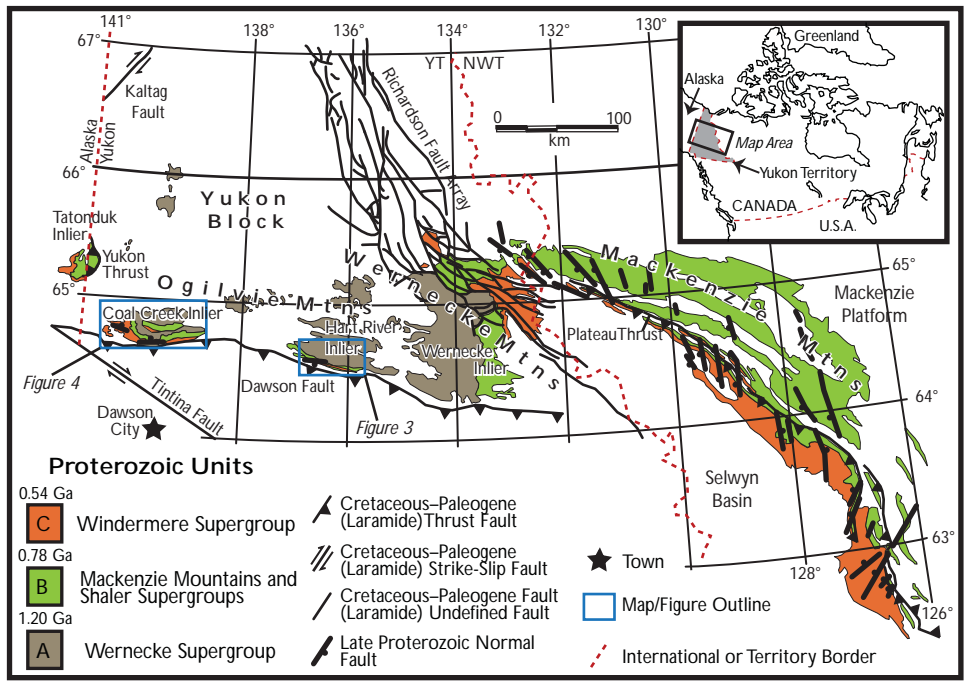 141°
67°
138°
136°
134°
132°
130°
YT
NWT
Kaltag
Fault
Alaska
Yukon
Richardson Fault Array
0
100
km
Greenland
Alaska
Map Area
Yukon Territory
CANADA
U.S.A.
66°
Yukon
Block
Tatonduk
Inlier
Yukon
Thrust
65°
Ogilvie Mtns
Wernecke Mtns
Mackenzie Mtns
65°
Mackenzie
Platform
Coal Creek Inlier
Hart River
Inlier
Wernecke
Inlier
Plateau Thrust
Figure 4
Dawson Fault
Tintina Fault
Dawson
City
Figure 3
64°
Selwyn
Basin
63°
128°
126°
Proterozoic Units
0.54 Ga
C
Windermere Supergroup
0.78 Ga
B
Mackenzie Mountains and
Shaler Supergroups
1.20 Ga
A
Wernecke Supergroup
Cretaceous–Paleogene
(Laramide)Thrust Fault
Cretaceous–Paleogene
(Laramide) Strike-Slip Fault
Cretaceous–Paleogene Fault
(Laramide) Undefined Fault
Late Proterozoic Normal
Fault
Town
Map/Figure Outline
International or Territory Border